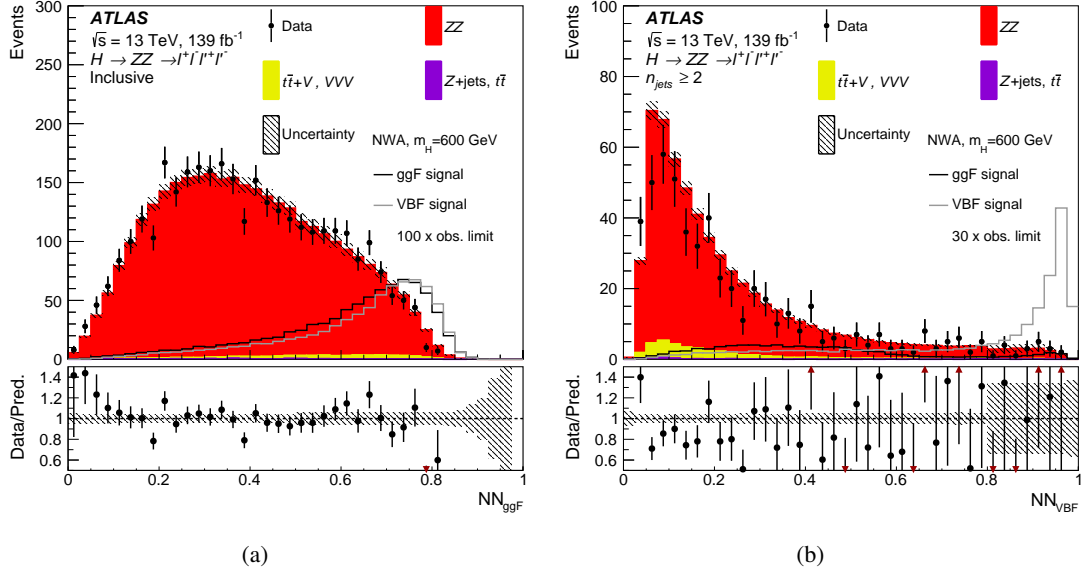 Events
300
250
200
150
100
50
0
ATLAS
√s = 13 TeV, 139 fb⁻¹
H → ZZ → l⁺l⁻l'⁺l'⁻
Inclusive
Data
ZZ
tt̄+V , VVV
Z+jets, tt̄
Uncertainty
NWA, m_H=600 GeV
ggF signal
VBF signal
100 x obs. limit
Data/Pred.
1.4
1.2
1
0.8
0.6
0 0.2 0.4 0.6 0.8 1
NN_ggF
(a)
Events
100
80
60
40
20
0
ATLAS
√s = 13 TeV, 139 fb⁻¹
H → ZZ → l⁺l⁻l'⁺l'⁻
n_jets ≥ 2
Data
ZZ
tt̄+V , VVV
Z+jets, tt̄
Uncertainty
NWA, m_H=600 GeV
ggF signal
VBF signal
30 x obs. limit
Data/Pred.
1.4
1.2
1
0.8
0.6
0 0.2 0.4 0.6 0.8 1
NN_VBF
(b)